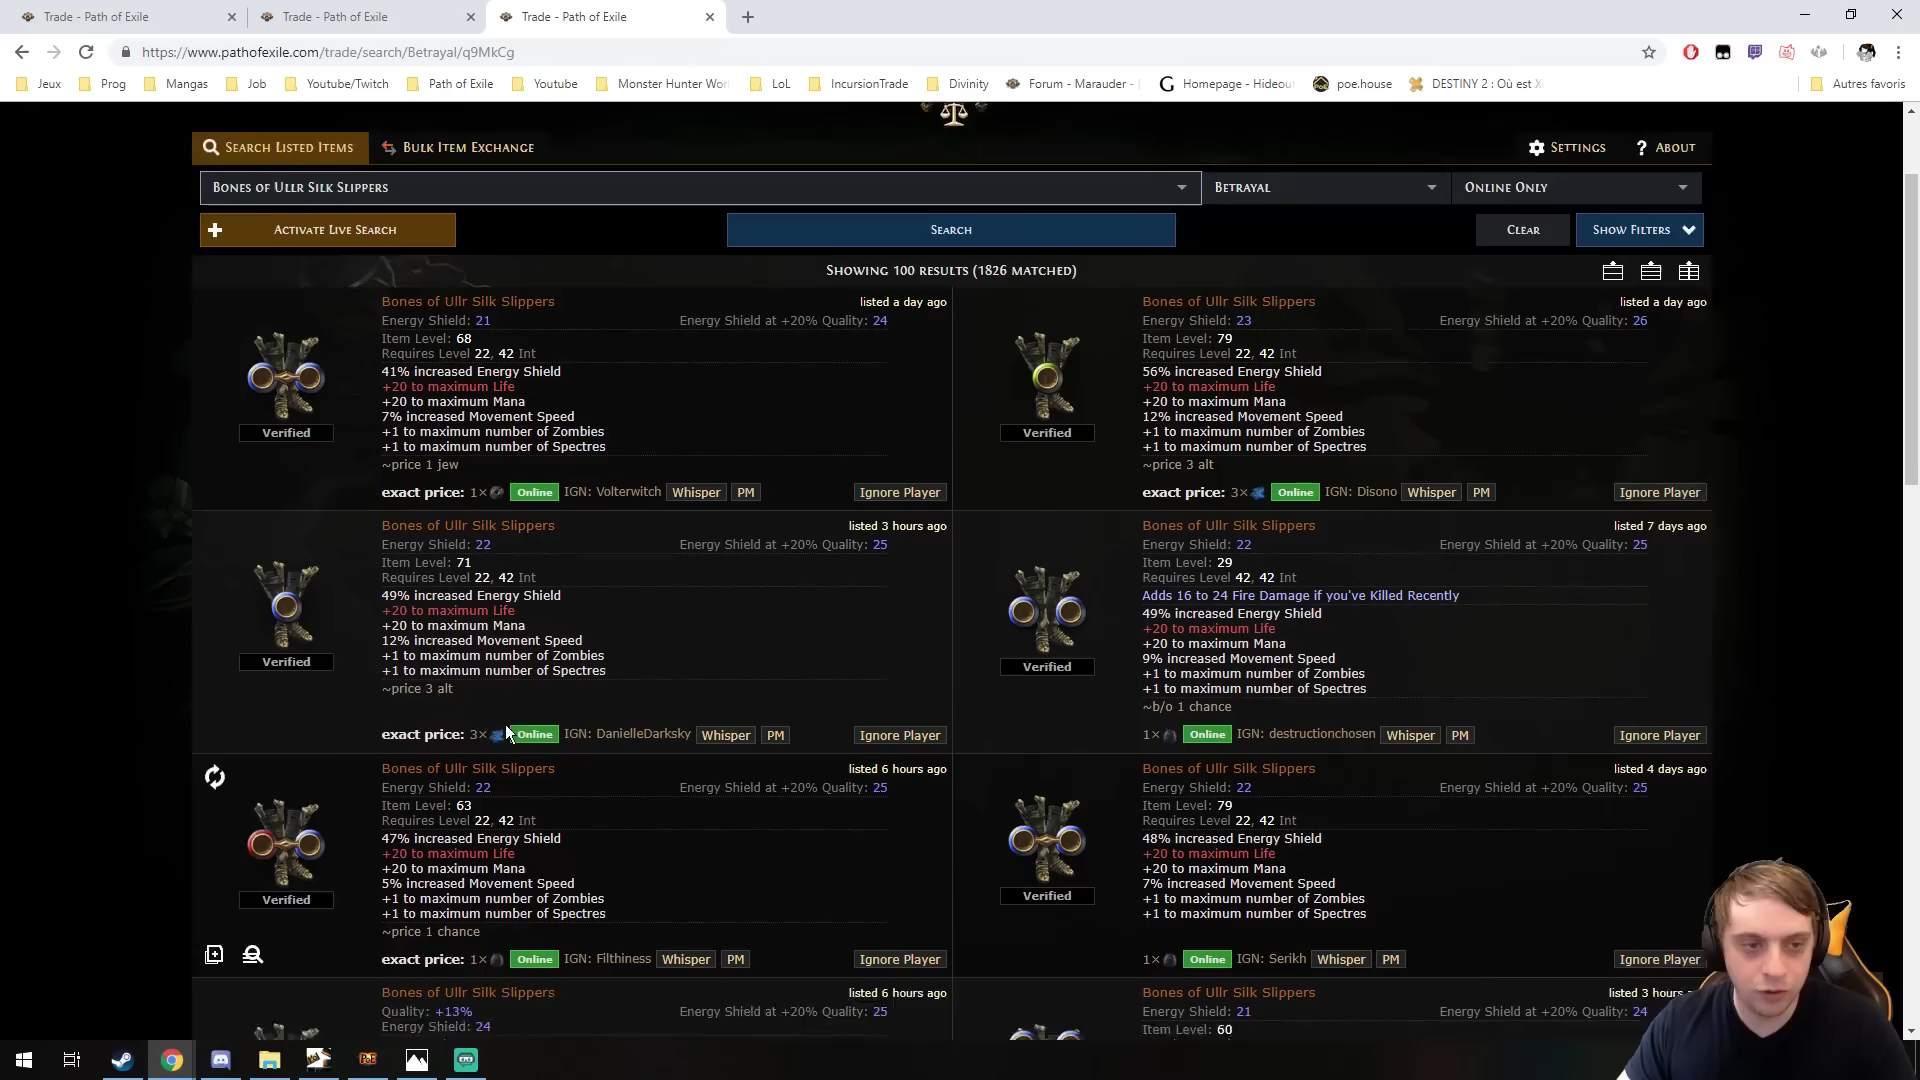 Trade - Path of Exile
Trade - Path of Exile
Trade - Path of Exile
https://www.pathofexile.com/trade/search/Betrayal/q9MkCg
Jeux
Prog
Mangas
Job
Youtube/Twitch
Path of Exile
Youtube
Monster Hunter Wor
LoL
IncursionTrade
Divinity
Forum - Marauder -
Homepage - Hideout
poe.house
DESTINY 2 : Où est X
Autres favoris
SEARCH LISTED ITEMS
BULK ITEM EXCHANGE
SETTINGS
? ABOUT
BONES OF ULLR SILK SLIPPERS
BETRAYAL
ONLINE ONLY
ACTIVATE LIVE SEARCH
SEARCH
CLEAR
SHOW FILTERS
SHOWING 100 RESULTS (1826 MATCHED)
Bones of Ullr Silk Slippers
listed a day ago
Energy Shield: 21
Energy Shield at +20% Quality: 24
Item Level: 68
Requires Level 22, 42 Int
41% increased Energy Shield
+20 to maximum Life
+20 to maximum Mana
7% increased Movement Speed
+1 to maximum number of Zombies
+1 to maximum number of Spectres
~price 1 jew
Verified
exact price: 1× Online IGN: Volterwitch Whisper PM Ignore Player
Bones of Ullr Silk Slippers
listed a day ago
Energy Shield: 23
Energy Shield at +20% Quality: 26
Item Level: 79
Requires Level 22, 42 Int
56% increased Energy Shield
+20 to maximum Life
+20 to maximum Mana
12% increased Movement Speed
+1 to maximum number of Zombies
+1 to maximum number of Spectres
~price 3 alt
Verified
exact price: 3× Online IGN: Disono Whisper PM Ignore Player
Bones of Ullr Silk Slippers
listed 3 hours ago
Energy Shield: 22
Energy Shield at +20% Quality: 25
Item Level: 71
Requires Level 22, 42 Int
49% increased Energy Shield
+20 to maximum Life
+20 to maximum Mana
12% increased Movement Speed
+1 to maximum number of Zombies
+1 to maximum number of Spectres
~price 3 alt
Verified
exact price: 3× Online IGN: DanielleDarksky Whisper PM Ignore Player
Bones of Ullr Silk Slippers
listed 7 days ago
Energy Shield: 22
Energy Shield at +20% Quality: 25
Item Level: 29
Requires Level 42, 42 Int
Adds 16 to 24 Fire Damage if you've Killed Recently
49% increased Energy Shield
+20 to maximum Life
+20 to maximum Mana
9% increased Movement Speed
+1 to maximum number of Zombies
+1 to maximum number of Spectres
~b/o 1 chance
Verified
1× Online IGN: destructionchosen Whisper PM Ignore Player
Bones of Ullr Silk Slippers
listed 6 hours ago
Energy Shield: 22
Energy Shield at +20% Quality: 25
Item Level: 63
Requires Level 22, 42 Int
47% increased Energy Shield
+20 to maximum Life
+20 to maximum Mana
5% increased Movement Speed
+1 to maximum number of Zombies
+1 to maximum number of Spectres
~price 1 chance
Verified
exact price: 1× Online IGN: Filthiness Whisper PM Ignore Player
Bones of Ullr Silk Slippers
listed 4 days ago
Energy Shield: 22
Energy Shield at +20% Quality: 25
Item Level: 79
Requires Level 22, 42 Int
48% increased Energy Shield
+20 to maximum Life
+20 to maximum Mana
7% increased Movement Speed
+1 to maximum number of Zombies
+1 to maximum number of Spectres
Verified
1× Online IGN: Serikh Whisper PM Ignore Player
Bones of Ullr Silk Slippers
listed 6 hours ago
Quality: +13%
Energy Shield at +20% Quality: 25
Energy Shield: 24
Bones of Ullr Silk Slippers
listed 3 hours
Energy Shield: 21
Energy Shield at +20% Quality: 24
Item Level: 60